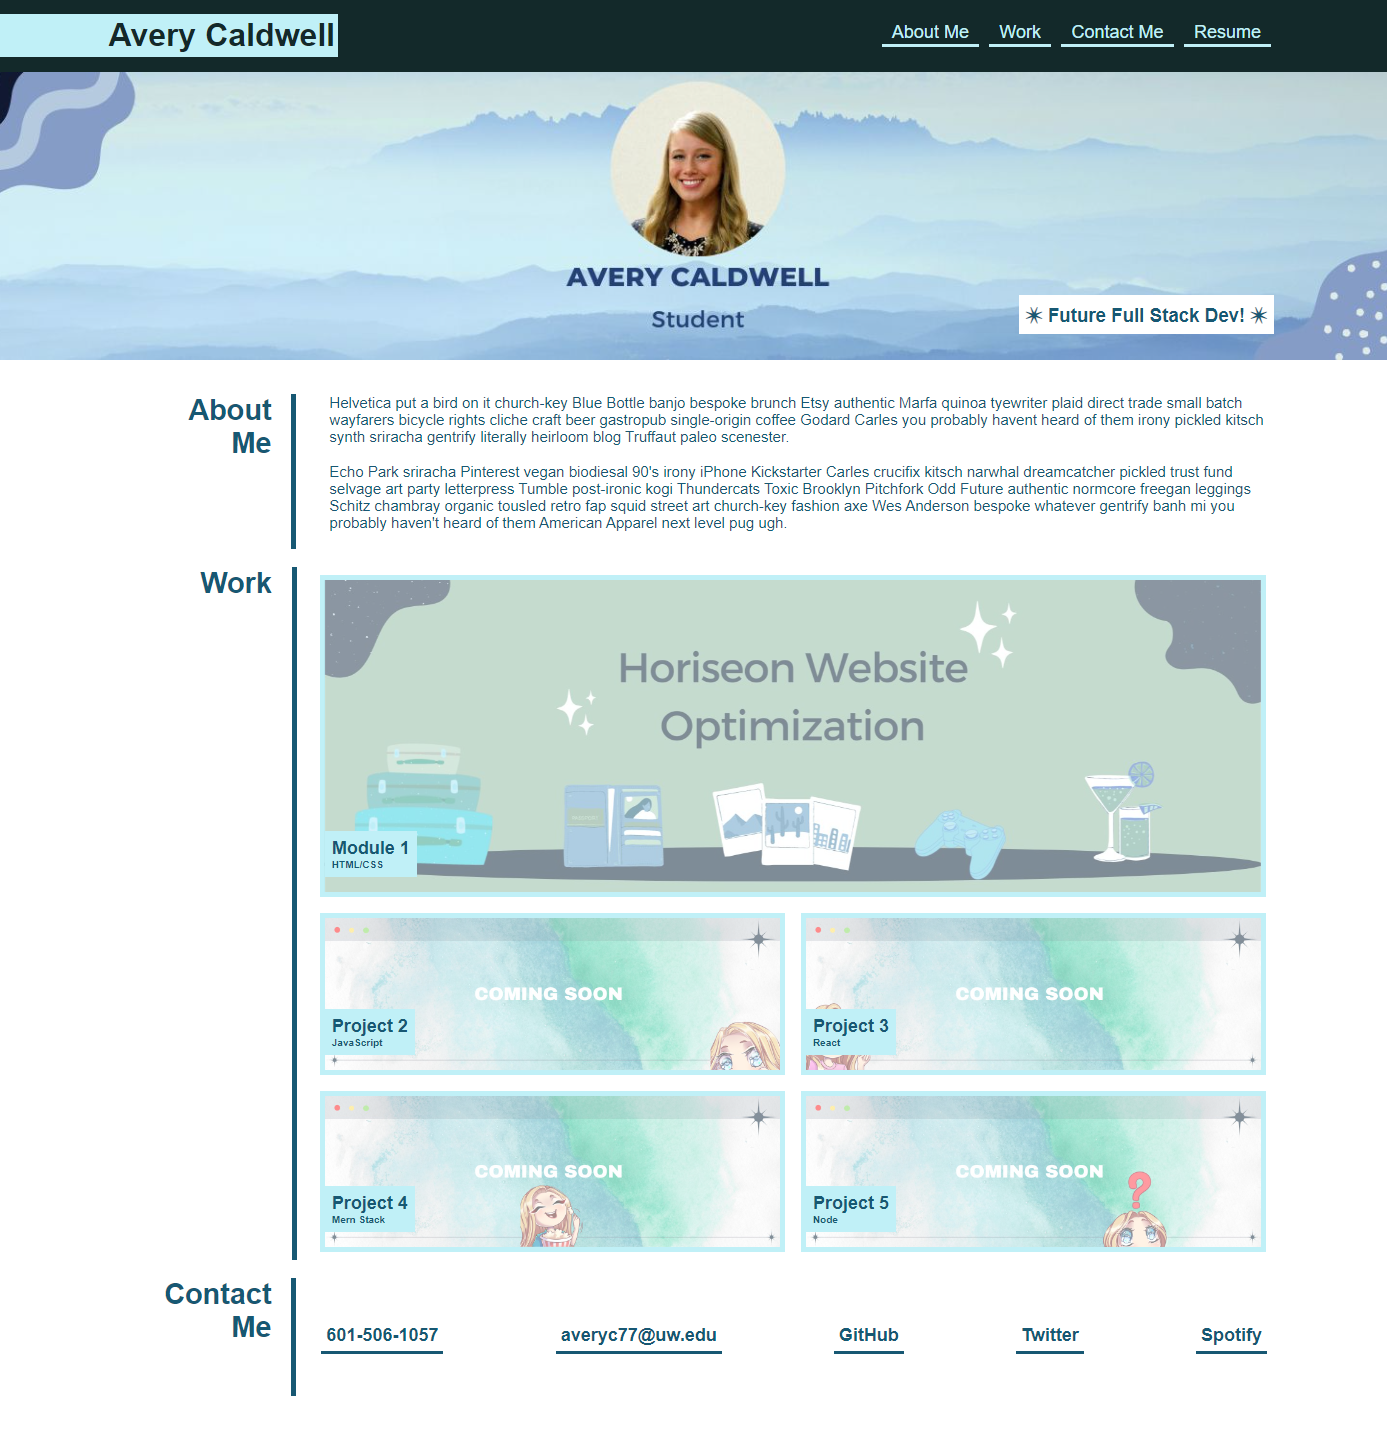 Avery Caldwell
About Me Work Contact Me Resume
AVERY CALDWELL
Student
Future Full Stack Dev!
About
Me
Helvetica put a bird on it church-key Blue Bottle banjo bespoke brunch Etsy authentic Marfa quinoa tyewriter plaid direct trade small batch
wayfarers bicycle rights cliche craft beer gastropub single-origin coffee Godard Carles you probably havent heard of them irony pickled kitsch
synth sriracha gentrify literally heirloom blog Truffaut paleo scenester.
Echo Park sriracha Pinterest vegan biodiesal 90's irony iPhone Kickstarter Carles crucifix kitsch narwhal dreamcatcher pickled trust fund
selvage art party letterpress Tumble post-ironic kogi Thundercats Toxic Brooklyn Pitchfork Odd Future authentic normcore freegan leggings
Schitz chambray organic tousled retro fap squid street art church-key fashion axe Wes Anderson bespoke whatever gentrify banh mi you
probably haven't heard of them American Apparel next level pug ugh.
Work
Horiseon Website
Optimization
Module 1
HTML/CSS
COMING SOON
Project 2
JavaScript
COMING SOON
Project 3
React
COMING SOON
Project 4
Mern Stack
COMING SOON
?
Project 5
Node
Contact
Me
601-506-1057 averyc77@uw.edu GitHub Twitter Spotify